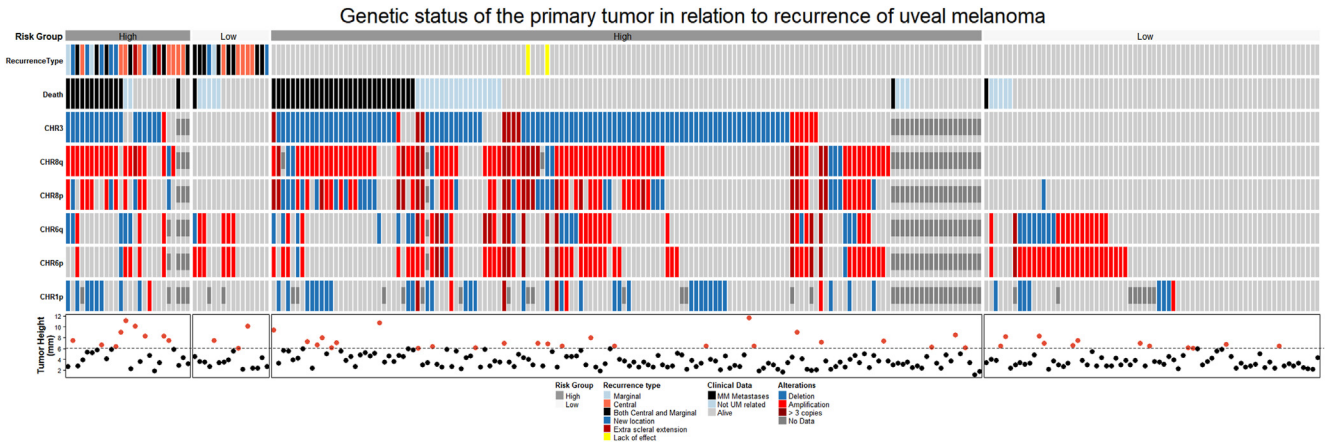 Genetic status of the primary tumor in relation to recurrence of uveal melanoma
Risk Group High Low High Low
RecurrenceType
Death
CHR3
CHR8q
CHR8p
CHR6q
CHR6p
CHR1p
Tumor Height
(mm)
12
10
8
6
4
2
Risk Group
High
Low
Recurrence type
Marginal
Central
Both Central and Marginal
New location
Extra scleral extension
Lack of effect
Clinical Data
MM Metastases
Not UM related
Alive
Alterations
Deletion
Amplification
> 3 copies
No Data